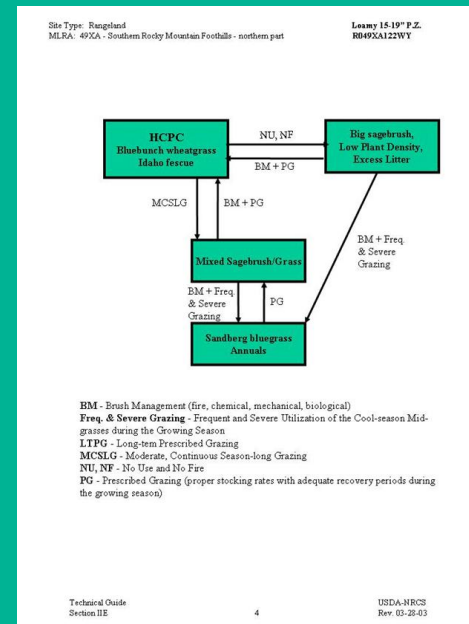 Site Type: Rangeland
MLRA: 49XA - Southern Rocky Mountain Foothills - northern part
Loamy 15-19" P.Z.
R049XA122WY
HCPC
Bluebunch wheatgrass
Idaho fescue
NU, NF
BM + PG
Big sagebrush,
Low Plant Density,
Excess Litter
MCSLG
BM + PG
BM + Freq.
& Severe
Grazing
Mixed Sagebrush/Grass
BM + Freq.
& Severe
Grazing
PG
Sandberg bluegrass
Annuals
BM - Brush Management (fire, chemical, mechanical, biological)
Freq. & Severe Grazing - Frequent and Severe Utilization of the Cool-season Mid-
grasses during the Growing Season
LTPG - Long-tem Prescribed Grazing
MCSLG - Moderate, Continuous Season-long Grazing
NU, NF - No Use and No Fire
PG - Prescribed Grazing (proper stocking rates with adequate recovery periods during
the growing season)
Technical Guide
Section IIE
4
USDA-NRCS
Rev. 03-28-03